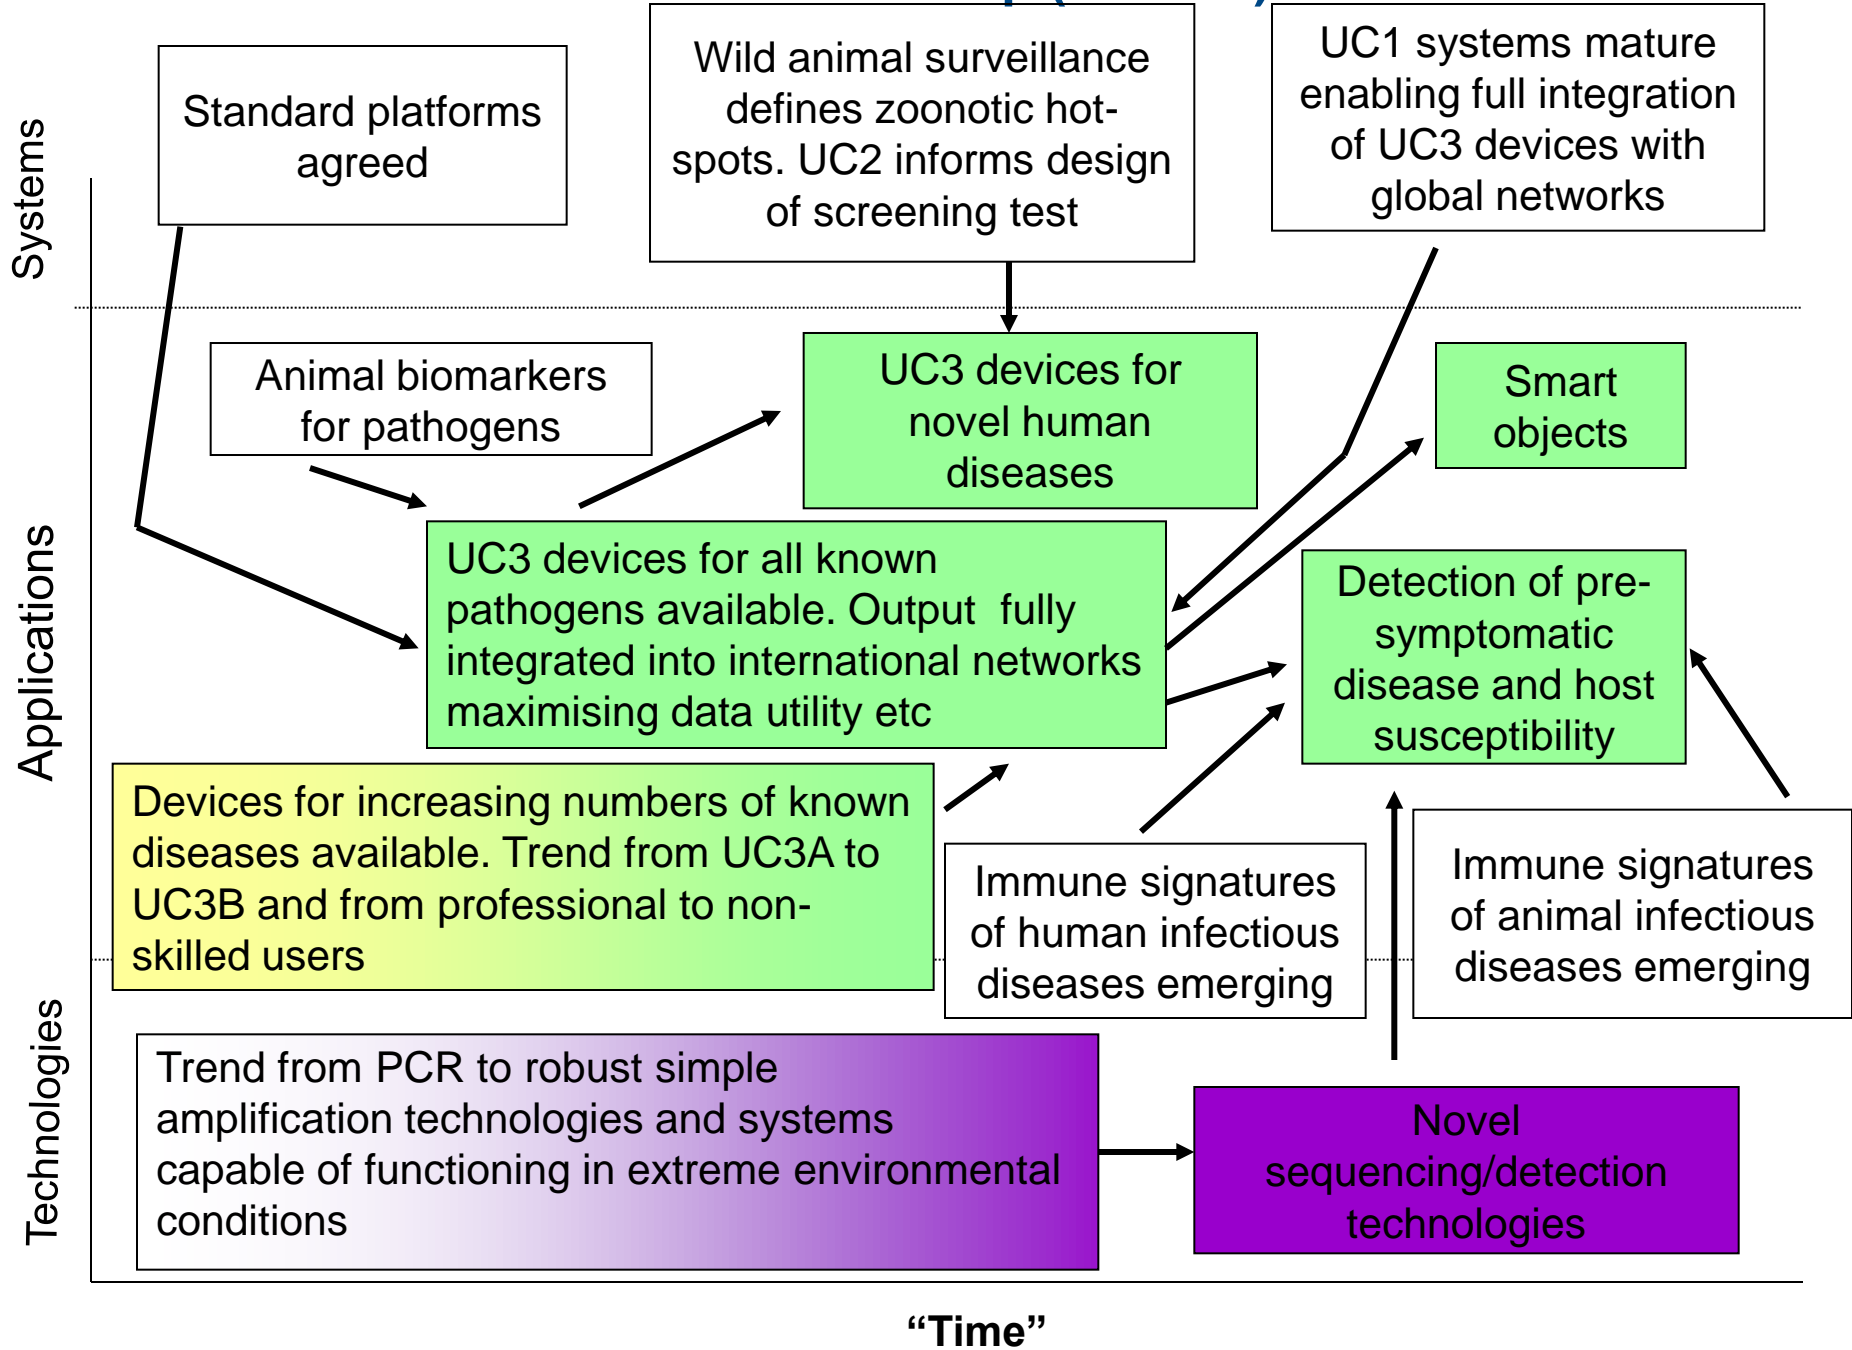 Systems
Standard platforms
agreed
Wild animal surveillance
defines zoonotic hot-
spots. UC2 informs design
of screening test
UC1 systems mature
enabling full integration
of UC3 devices with
global networks
Applications
Animal biomarkers
for pathogens
UC3 devices for
novel human
diseases
Smart
objects
UC3 devices for all known
pathogens available. Output  fully
integrated into international networks
maximising data utility etc
Detection of pre-
symptomatic
disease and host
susceptibility
Devices for increasing numbers of known
diseases available. Trend from UC3A to
UC3B and from professional to non-
skilled users
Immune signatures
of human infectious
diseases emerging
Immune signatures
of animal infectious
diseases emerging
Technologies
Trend from PCR to robust simple
amplification technologies and systems
capable of functioning in extreme environmental
conditions
Novel
sequencing/detection
technologies
“Time”